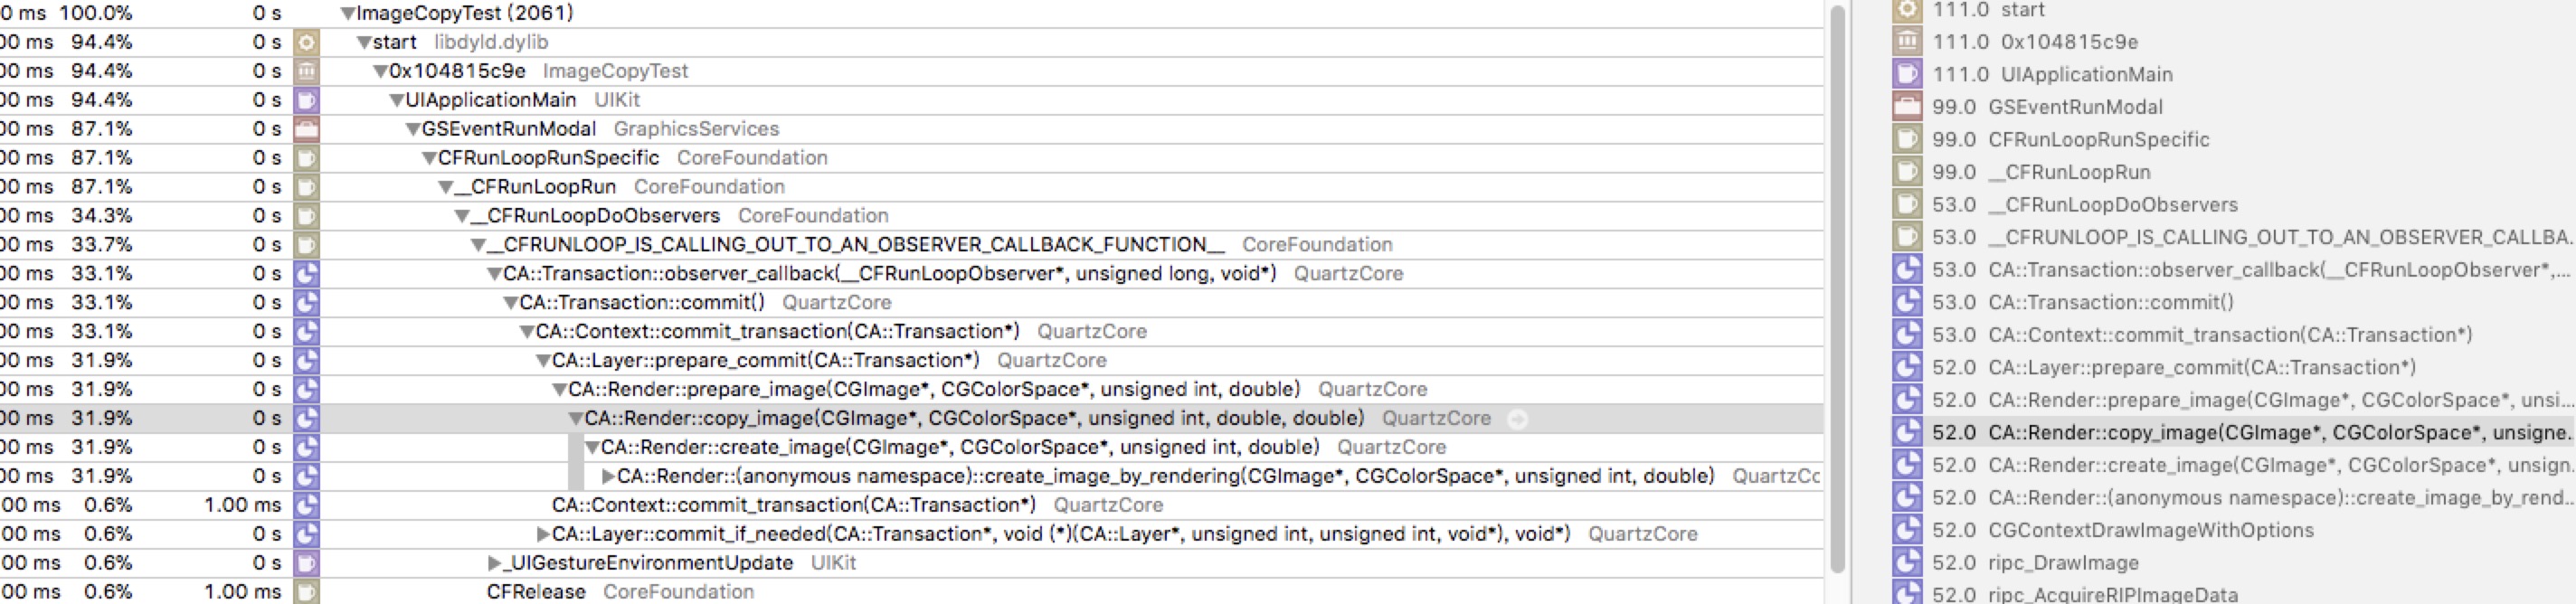 0 ms 100.0% 0 s ▼ImageCopyTest (2061)
00 ms 94.4% 0 s ▼start libdyld.dylib
00 ms 94.4% 0 s ▼0x104815c9e ImageCopyTest
00 ms 94.4% 0 s ▼UIApplicationMain UIKit
00 ms 87.1% 0 s ▼GSEventRunModal GraphicsServices
00 ms 87.1% 0 s ▼CFRunLoopRunSpecific CoreFoundation
00 ms 87.1% 0 s ▼__CFRunLoopRun CoreFoundation
00 ms 34.3% 0 s ▼__CFRunLoopDoObservers CoreFoundation
00 ms 33.7% 0 s ▼__CFRUNLOOP_IS_CALLING_OUT_TO_AN_OBSERVER_CALLBACK_FUNCTION__ CoreFoundation
00 ms 33.1% 0 s ▼CA::Transaction::observer_callback(__CFRunLoopObserver*, unsigned long, void*) QuartzCore
00 ms 33.1% 0 s ▼CA::Transaction::commit() QuartzCore
00 ms 33.1% 0 s ▼CA::Context::commit_transaction(CA::Transaction*) QuartzCore
00 ms 31.9% 0 s ▼CA::Layer::prepare_commit(CA::Transaction*) QuartzCore
00 ms 31.9% 0 s ▼CA::Render::prepare_image(CGImage*, CGColorSpace*, unsigned int, double) QuartzCore
00 ms 31.9% 0 s ▼CA::Render::copy_image(CGImage*, CGColorSpace*, unsigned int, double, double) QuartzCore
00 ms 31.9% 0 s ▼CA::Render::create_image(CGImage*, CGColorSpace*, unsigned int, double) QuartzCore
00 ms 31.9% 0 s ▶CA::Render::(anonymous namespace)::create_image_by_rendering(CGImage*, CGColorSpace*, unsigned int, double) QuartzCc
00 ms 0.6% 1.00 ms CA::Context::commit_transaction(CA::Transaction*) QuartzCore
00 ms 0.6% 0 s ▶CA::Layer::commit_if_needed(CA::Transaction*, void (*)(CA::Layer*, unsigned int, unsigned int, void*), void*) QuartzCore
00 ms 0.6% 0 s ▶_UIGestureEnvironmentUpdate UIKit
00 ms 0.6% 1.00 ms CFRelease CoreFoundation
111.0 start
111.0 0x104815c9e
111.0 UIApplicationMain
99.0 GSEventRunModal
99.0 CFRunLoopRunSpecific
99.0 __CFRunLoopRun
53.0 __CFRunLoopDoObservers
53.0 __CFRUNLOOP_IS_CALLING_OUT_TO_AN_OBSERVER_CALLBA...
53.0 CA::Transaction::observer_callback(__CFRunLoopObserver*,...
53.0 CA::Transaction::commit()
53.0 CA::Context::commit_transaction(CA::Transaction*)
52.0 CA::Layer::prepare_commit(CA::Transaction*)
52.0 CA::Render::prepare_image(CGImage*, CGColorSpace*, unsi...
52.0 CA::Render::copy_image(CGImage*, CGColorSpace*, unsigne...
52.0 CA::Render::create_image(CGImage*, CGColorSpace*, unsign...
52.0 CA::Render::(anonymous namespace)::create_image_by_rend...
52.0 CGContextDrawImageWithOptions
52.0 ripc_DrawImage
52.0 ripc_AcquireRIPImageData